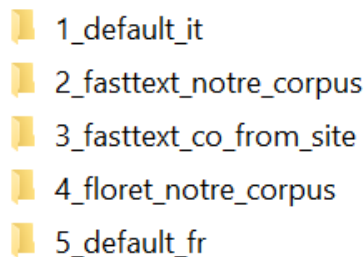 1_default_it
2_fasttext_notre_corpus
3_fasttext_co_from_site
4_floret_notre_corpus
5_default_fr